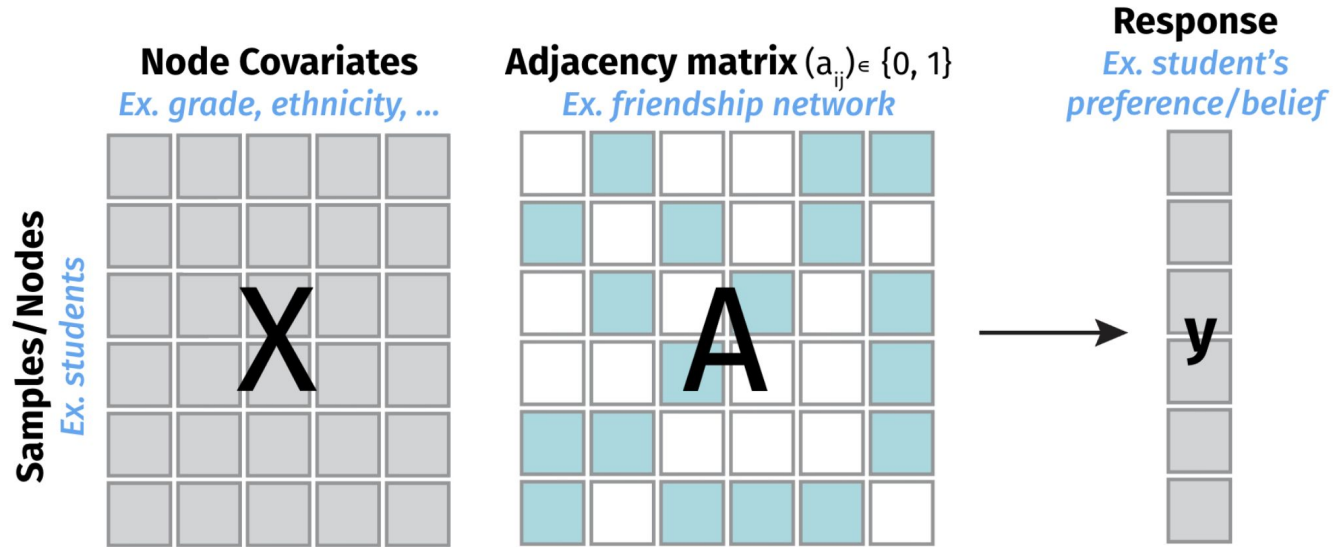 Node Covariates
Ex. grade, ethnicity, ...
Adjacency matrix (a_ij)∈ {0, 1}
Ex. friendship network
Response
Ex. student's
preference/belief
Samples/Nodes
Ex. students
X
A
y